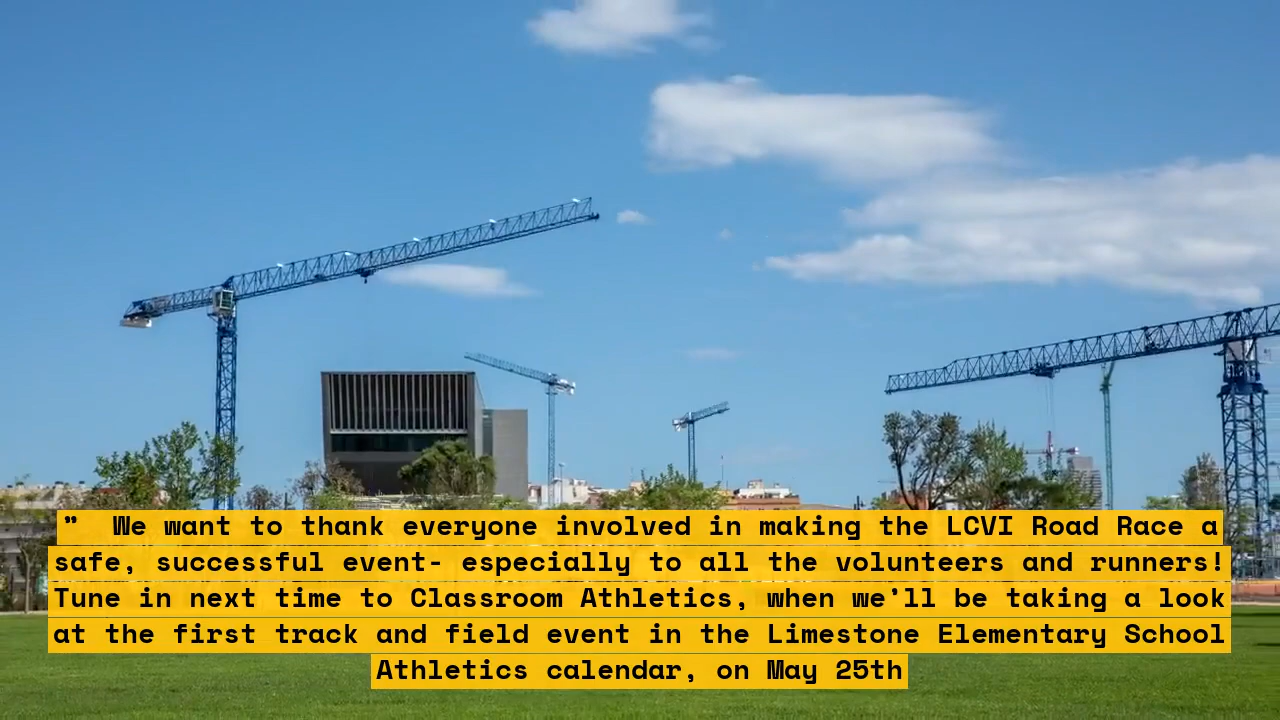 ”  We want to thank everyone involved in making the LCVI Road Race a
safe, successful event- especially to all the volunteers and runners!
Tune in next time to Classroom Athletics, when we’ll be taking a look
at the first track and field event in the Limestone Elementary School
Athletics calendar, on May 25th